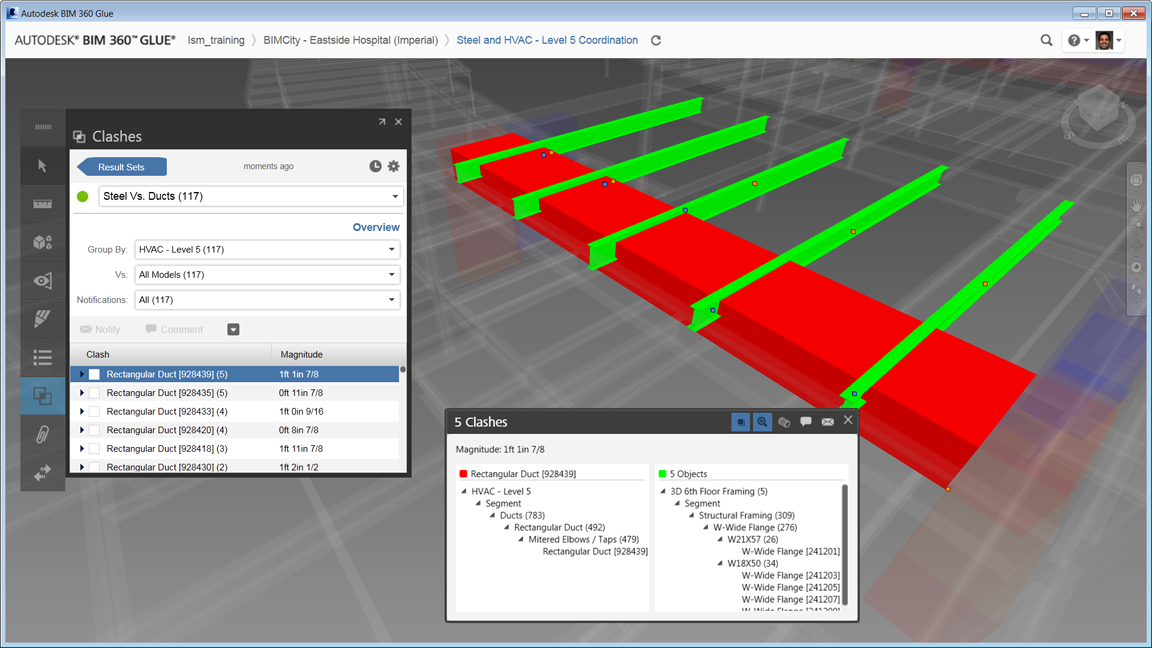 Autodesk BIM 360 Glue
AUTODESK® BIM 360™ GLUE® lsm_training BIMCity - Eastside Hospital (Imperial) Steel and HVAC - Level 5 Coordination
Clashes
Result Sets moments ago
Steel Vs. Ducts (117)
Overview
Group By: HVAC - Level 5 (117)
Vs: All Models (117)
Notifications: All (117)
Notify Comment
Clash Magnitude
Rectangular Duct [928439] (5) 1ft 1in 7/8
Rectangular Duct [928435] (5) 0ft 11in 7/8
Rectangular Duct [928433] (4) 1ft 0in 9/16
Rectangular Duct [928420] (4) 0ft 8in 7/8
Rectangular Duct [928418] (3) 1ft 11in 7/8
Rectangular Duct [928430] (2) 1ft 2in 1/2
5 Clashes
Magnitude: 1ft 1in 7/8
Rectangular Duct [928439]
HVAC - Level 5
Segment
Ducts (783)
Rectangular Duct (492)
Mitered Elbows / Taps (479)
Rectangular Duct [928439]
5 Objects
3D 6th Floor Framing (5)
Segment
Structural Framing (309)
W-Wide Flange (276)
W21X57 (26)
W-Wide Flange [241201]
W18X50 (34)
W-Wide Flange [241203]
W-Wide Flange [241205]
W-Wide Flange [241207]
W-Wide Flange